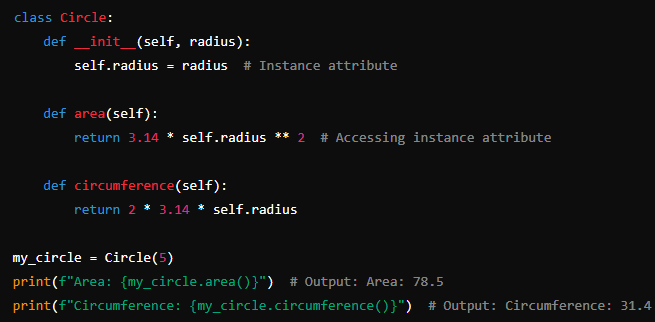 class Circle:
    def __init__(self, radius):
        self.radius = radius  # Instance attribute

    def area(self):
        return 3.14 * self.radius ** 2  # Accessing instance attribute

    def circumference(self):
        return 2 * 3.14 * self.radius

my_circle = Circle(5)
print(f"Area: {my_circle.area()}")  # Output: Area: 78.5
print(f"Circumference: {my_circle.circumference()}")  # Output: Circumference: 31.4